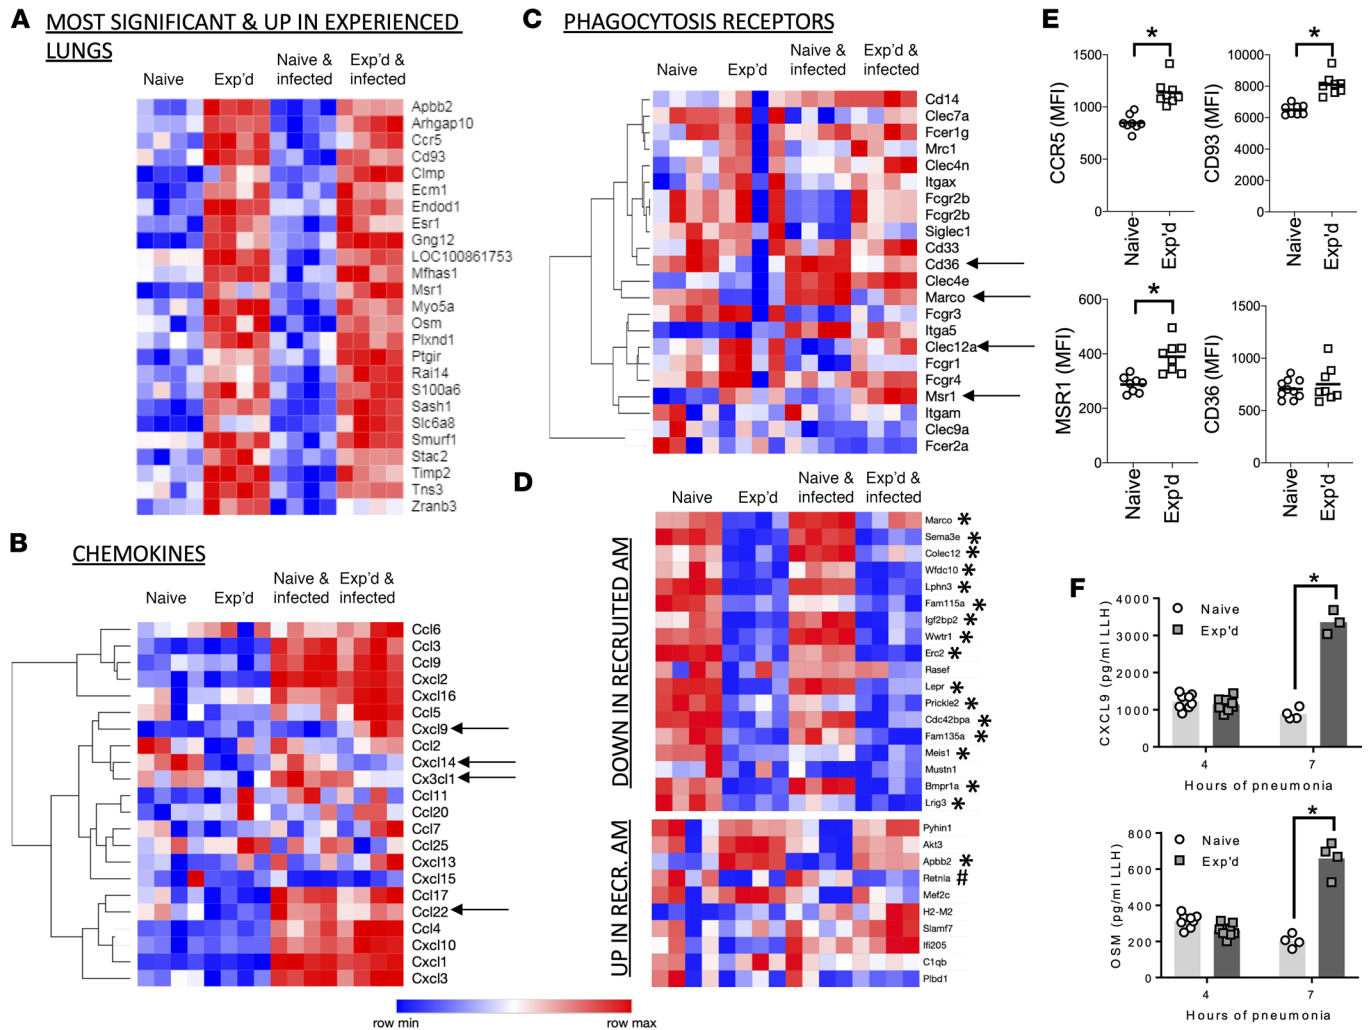 A
MOST SIGNIFICANT & UP IN EXPERIENCED
LUNGS
Naive
Exp'd
Naive &
infected
Exp'd &
infected
Apbb2
Arhgap10
Ccr5
Cd93
Clmp
Ecm1
Endod1
Esr1
Gng12
LOC100861753
Mfhas1
Msr1
Myo5a
Osm
Plxnd1
Ptgir
Rai14
S100a6
Sash1
Slc6a8
Smurf1
Stac2
Timp2
Tns3
Zranb3
B
CHEMOKINES
Naive
Exp'd
Naive &
infected
Exp'd &
infected
Ccl6
Ccl3
Ccl9
Cxcl2
Cxcl16
Ccl5
Cxcl9
Ccl2
Cxcl14
Cx3cl1
Ccl11
Ccl20
Ccl7
Ccl25
Cxcl13
Cxcl15
Ccl17
Ccl22
Ccl4
Cxcl10
Cxcl1
Cxcl3
row min
row max
C
PHAGOCYTOSIS RECEPTORS
Naive
Exp'd
Naive &
infected
Exp'd &
infected
Cd14
Clec7a
Fcer1g
Mrc1
Clec4n
Itgax
Fcgr2b
Fcgr2b
Siglec1
Cd33
Cd36
Clec4e
Marco
Fcgr3
Itga5
Clec12a
Fcgr1
Fcgr4
Msr1
Itgam
Clec9a
Fcer2a
D
Naive
Exp'd
Naive &
infected
Exp'd &
infected
DOWN IN RECRUITED AM
Marco *
Sema3e *
Colec12 *
Wfdc10 *
Lphn3 *
Fam115a *
Igf2bp2 *
Wwtr1 *
Erc2 *
Rasef
Lepr *
Prickle2 *
Cdc42bpa *
Fam135a *
Meis1 *
Mustn1
Bmpr1a *
Lrig3 *
UP IN RECR. AM
Pyhin1
Akt3
Apbb2 *
Retnla #
Mef2c
H2-M2
Slamf7
Ifi205
C1qb
Plbd1
E
*
CCR5 (MFI)
1500
1000
500
0
Naive
Exp'd
*
CD93 (MFI)
10000
8000
6000
4000
2000
0
Naive
Exp'd
*
MSR1 (MFI)
600
400
200
0
Naive
Exp'd
CD36 (MFI)
1500
1000
500
0
Naive
Exp'd
F
CXCL9 (pg/ml LLH)
4000
3000
2000
1000
0
Naive
Exp'd
*
4
7
Hours of pneumonia
OSM (pg/ml LLH)
800
600
400
200
0
Naive
Exp'd
*
4
7
Hours of pneumonia